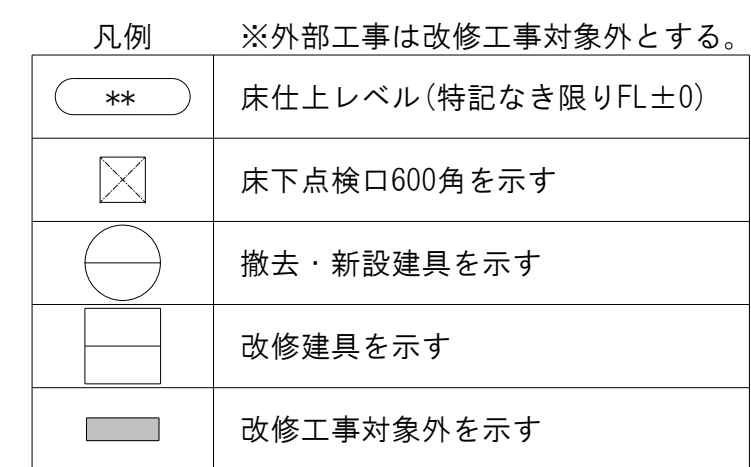 凡例 ※外部工事は改修工事対象外とする。
** 床仕上レベル(特記なき限りFL±0)
床下点検口600角を示す
撤去・新設建具を示す
改修建具を示す
改修工事対象外を示す